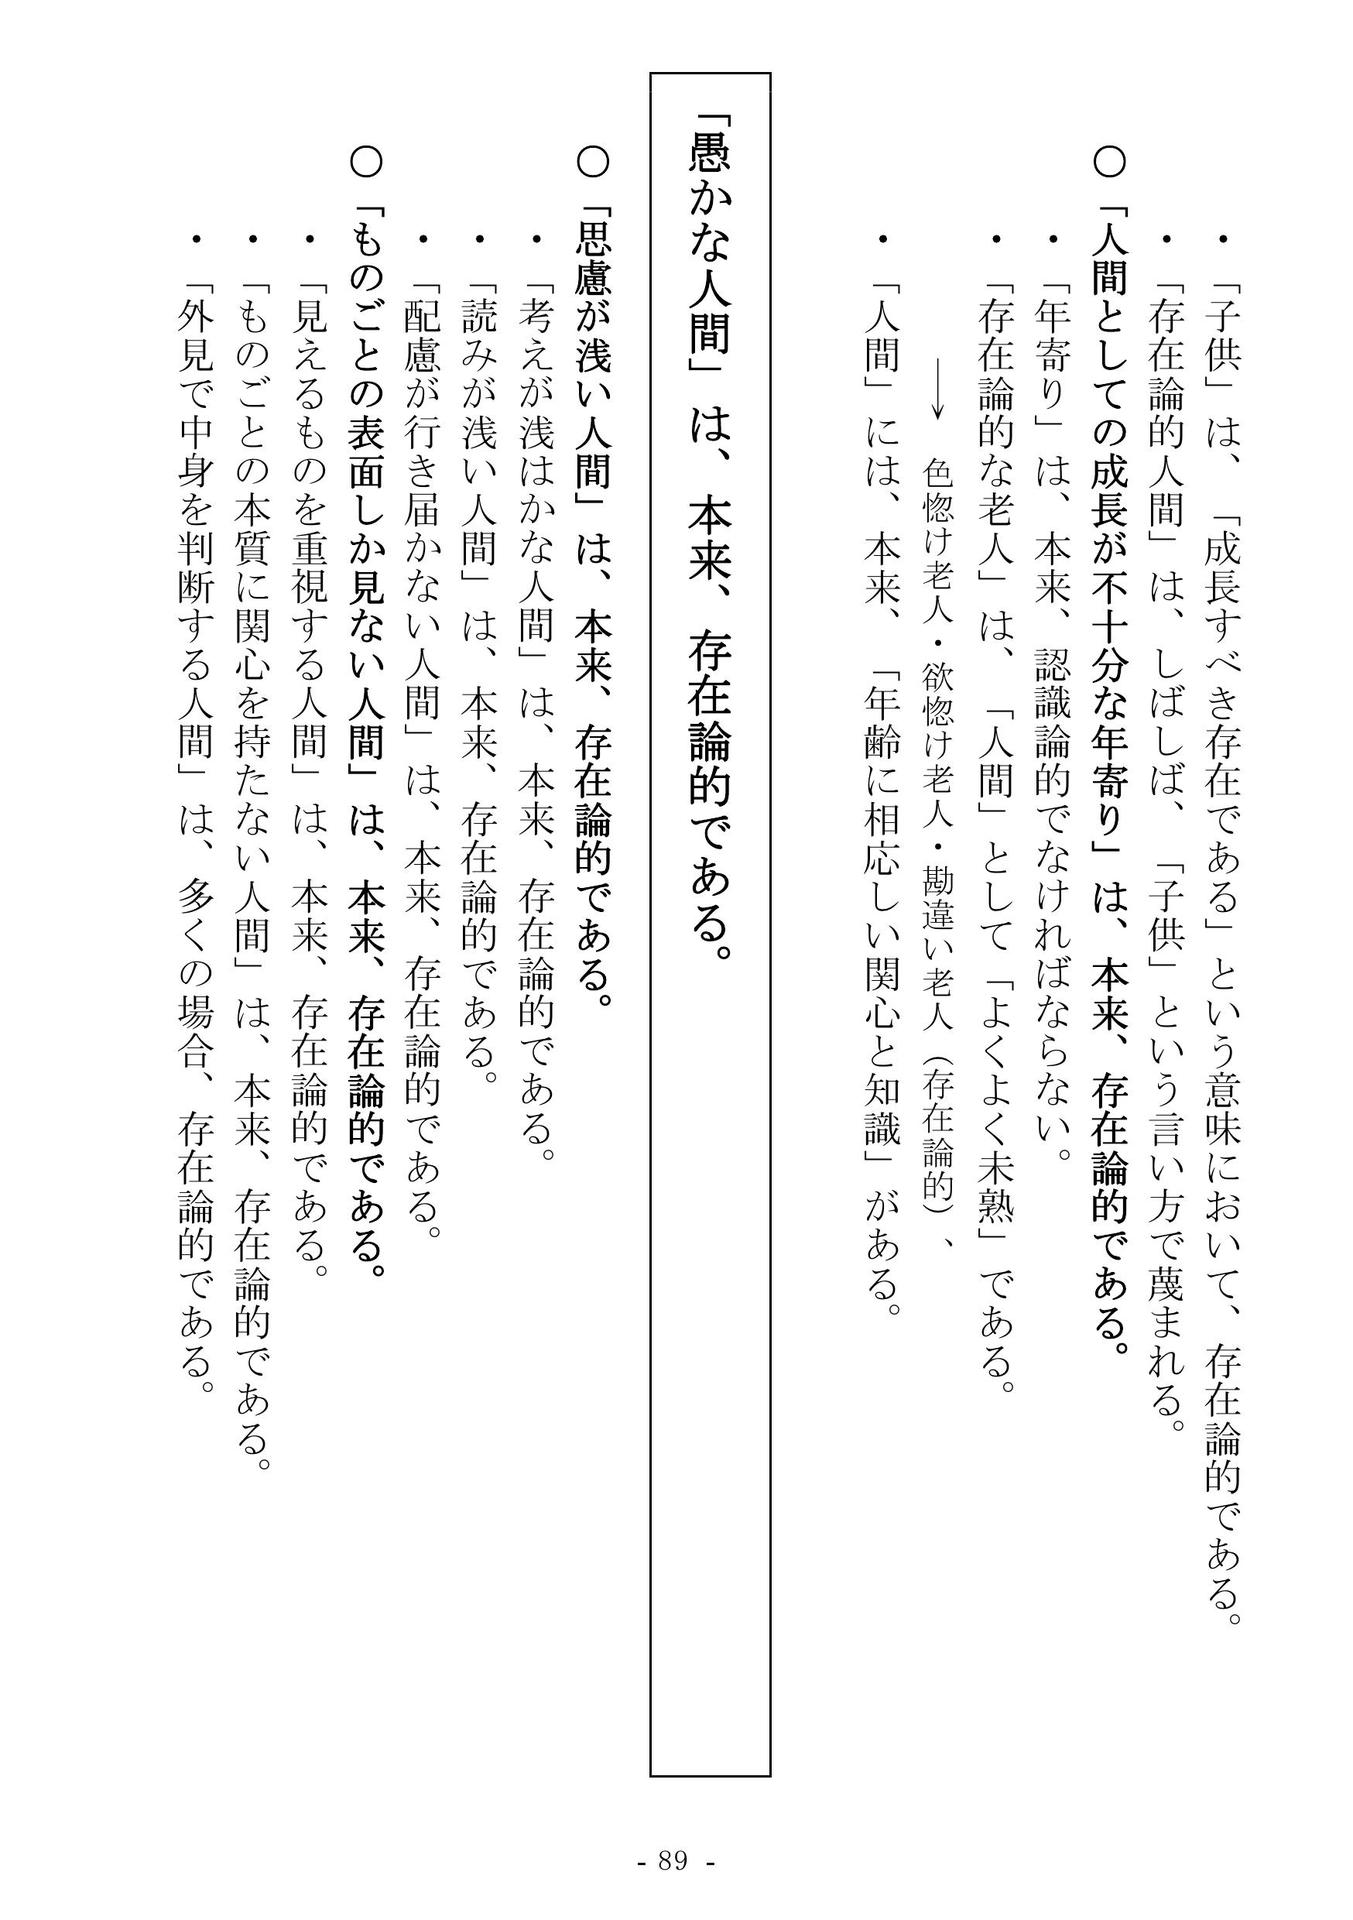 ・「子供」は、「成長すべき存在である」という意味において、存在論的である。
・「存在論的人間」は、しばしば、「子供」という言い方で蔑まれる。
○「人間としての成長が不十分な年寄り」は、本来、存在論的である。
・「年寄り」は、本来、認識論的でなければならない。
・「存在論的な老人」は、「人間」として「よくよく未熟」である。
→ 色惚け老人・欲惚け老人・勘違い老人（存在論的）、
・「人間」には、本来、「年齢に相応しい関心と知識」がある。
「愚かな人間」は、本来、存在論的である。
○「思慮が浅い人間」は、本来、存在論的である。
・「考えが浅はかな人間」は、本来、存在論的である。
・「読みが浅い人間」は、本来、存在論的である。
・「配慮が行き届かない人間」は、本来、存在論的である。
○「ものごとの表面しか見ない人間」は、本来、存在論的である。
・「見えるものを重視する人間」は、本来、存在論的である。
・「ものごとの本質に関心を持たない人間」は、本来、存在論的である。
・「外見で中身を判断する人間」は、多くの場合、存在論的である。
- 89 -